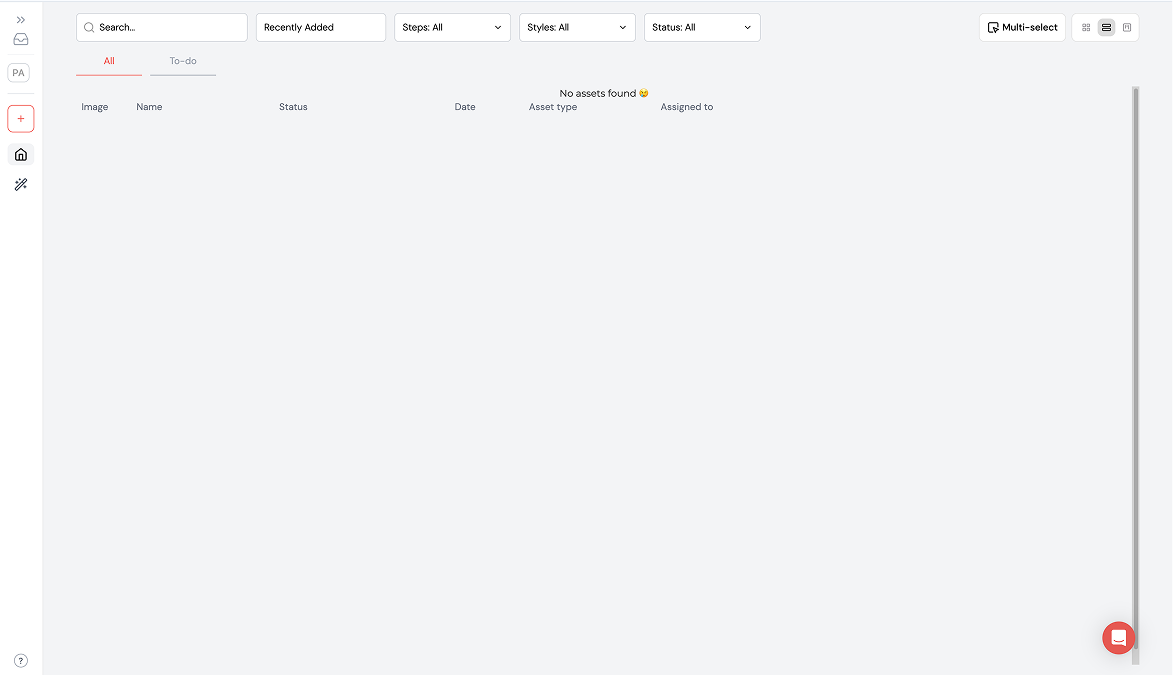 Search...
Recently Added
Steps: All
Styles: All
Status: All
Multi-select
All
To-do
PA
No assets found 😅
Image
Name
Status
Date
Asset type
Assigned to
+
?